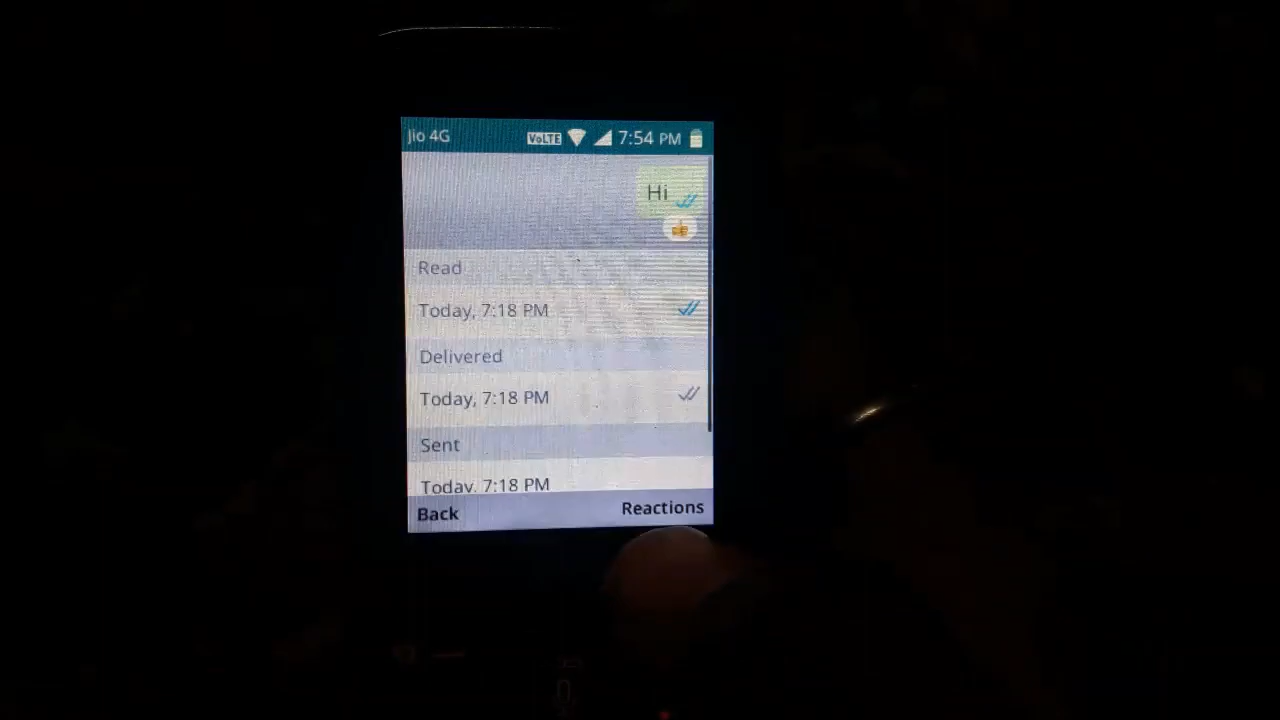 Jio 4G VoLTE 7:54 PM
Hi
Read
Today, 7:18 PM
Delivered
Today, 7:18 PM
Sent
Today, 7:18 PM
Back Reactions